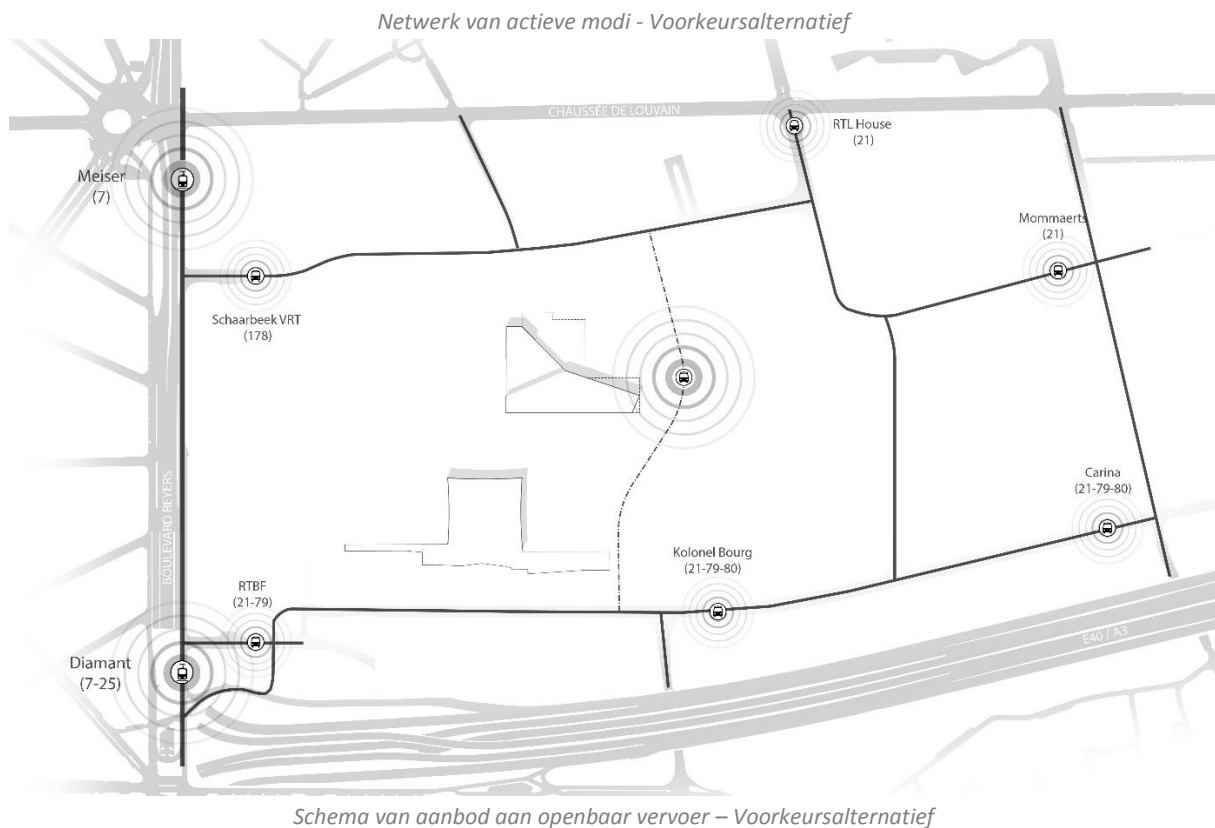 Netwerk van actieve modi - Voorkeursalternatief
CHAUSSÉE DE LOUVAIN
RTL House
(21)
Meiser
(7)
Mommaerts
(21)
Schaarbeek VRT
(178)
Carina
(21-79-80)
BOULEVARD REYERS
Kolonel Bourg
(21-79-80)
RTBF
(21-79)
E40 / A3
Diamant
(7-25)
Schema van aanbod aan openbaar vervoer – Voorkeursalternatief